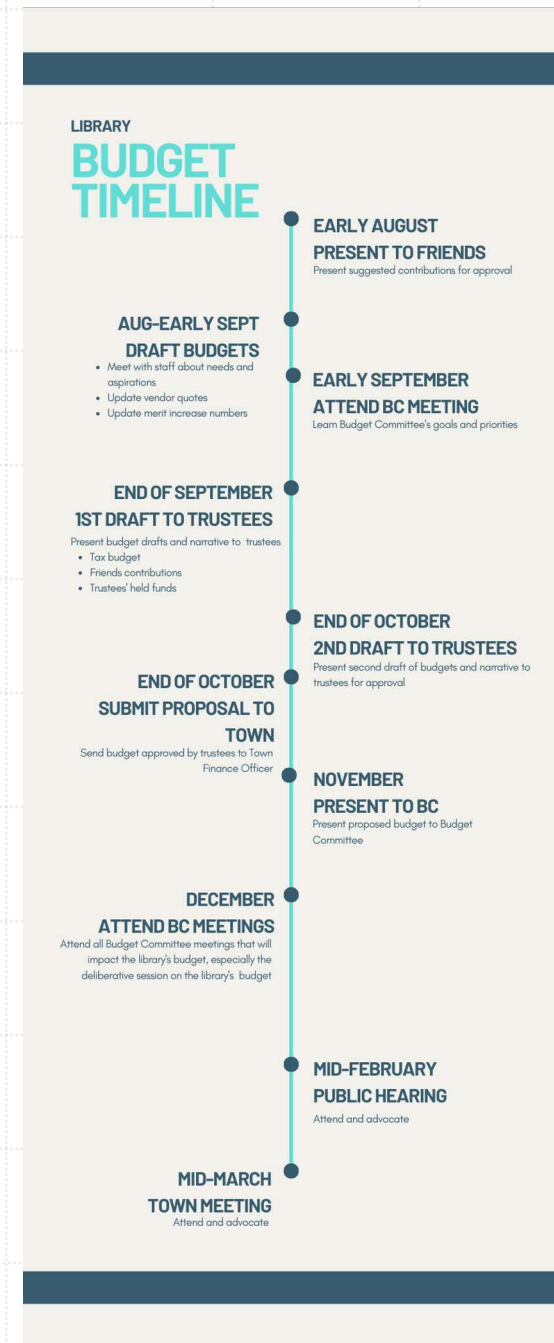 LIBRARY
BUDGET
TIMELINE
EARLY AUGUST
PRESENT TO FRIENDS
Present suggested contributions for approval
AUG-EARLY SEPT
DRAFT BUDGETS
• Meet with staff about needs and
aspirations
• Update vendor quotes
• Update merit increase numbers
EARLY SEPTEMBER
ATTEND BC MEETING
Learn Budget Committee's goals and priorities
END OF SEPTEMBER
1ST DRAFT TO TRUSTEES
Present budget drafts and narrative to trustees
• Tax budget
• Friends contributions
• Trustees' held funds
END OF OCTOBER
2ND DRAFT TO TRUSTEES
Present second draft of budgets and narrative to
trustees for approval
END OF OCTOBER
SUBMIT PROPOSAL TO
TOWN
Send budget approved by trustees to Town
Finance Officer
NOVEMBER
PRESENT TO BC
Present proposed budget to Budget
Committee
DECEMBER
ATTEND BC MEETINGS
Attend all Budget Committee meetings that will
impact the library's budget, especially the
deliberative session on the library's budget
MID-FEBRUARY
PUBLIC HEARING
Attend and advocate
MID-MARCH
TOWN MEETING
Attend and advocate